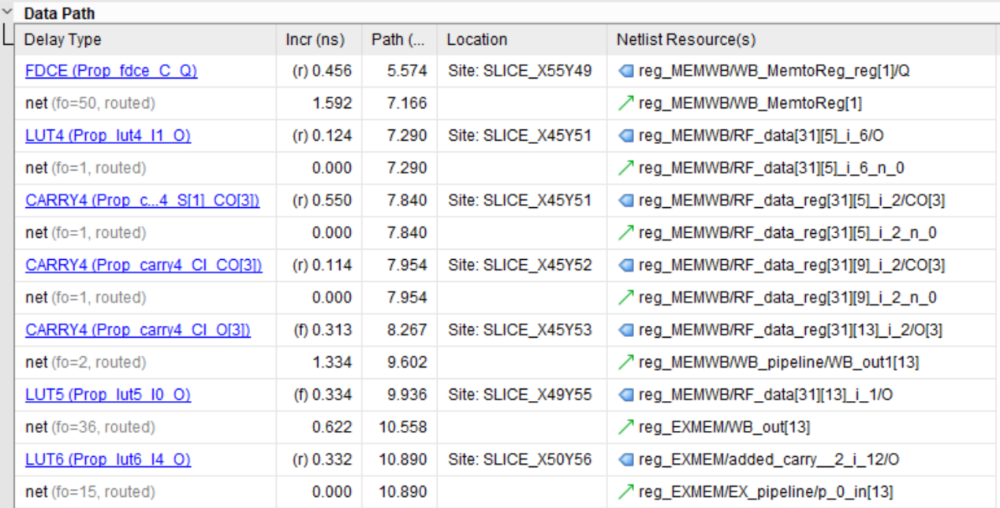 Data Path
Delay Type Incr (ns) Path (... Location Netlist Resource(s)
FDCE (Prop_fdce_C_Q) (r) 0.456 5.574 Site: SLICE_X55Y49 reg_MEMWB/WB_MemtoReg_reg[1]/Q
net (fo=50, routed) 1.592 7.166 reg_MEMWB/WB_MemtoReg[1]
LUT4 (Prop_lut4_I1_O) (r) 0.124 7.290 Site: SLICE_X45Y51 reg_MEMWB/RF_data[31][5]_i_6/O
net (fo=1, routed) 0.000 7.290 reg_MEMWB/RF_data[31][5]_i_6_n_0
CARRY4 (Prop_c...4_S[1]_CO[3]) (r) 0.550 7.840 Site: SLICE_X45Y51 reg_MEMWB/RF_data_reg[31][5]_i_2/CO[3]
net (fo=1, routed) 0.000 7.840 reg_MEMWB/RF_data_reg[31][5]_i_2_n_0
CARRY4 (Prop_carry4_CI_CO[3]) (r) 0.114 7.954 Site: SLICE_X45Y52 reg_MEMWB/RF_data_reg[31][9]_i_2/CO[3]
net (fo=1, routed) 0.000 7.954 reg_MEMWB/RF_data_reg[31][9]_i_2_n_0
CARRY4 (Prop_carry4_CI_O[3]) (f) 0.313 8.267 Site: SLICE_X45Y53 reg_MEMWB/RF_data_reg[31][13]_i_2/O[3]
net (fo=2, routed) 1.334 9.602 reg_MEMWB/WB_pipeline/WB_out1[13]
LUT5 (Prop_lut5_I0_O) (f) 0.334 9.936 Site: SLICE_X49Y55 reg_MEMWB/RF_data[31][13]_i_1/O
net (fo=36, routed) 0.622 10.558 reg_EXMEM/WB_out[13]
LUT6 (Prop_lut6_I4_O) (r) 0.332 10.890 Site: SLICE_X50Y56 reg_EXMEM/added_carry__2_i_12/O
net (fo=15, routed) 0.000 10.890 reg_EXMEM/EX_pipeline/p_0_in[13]